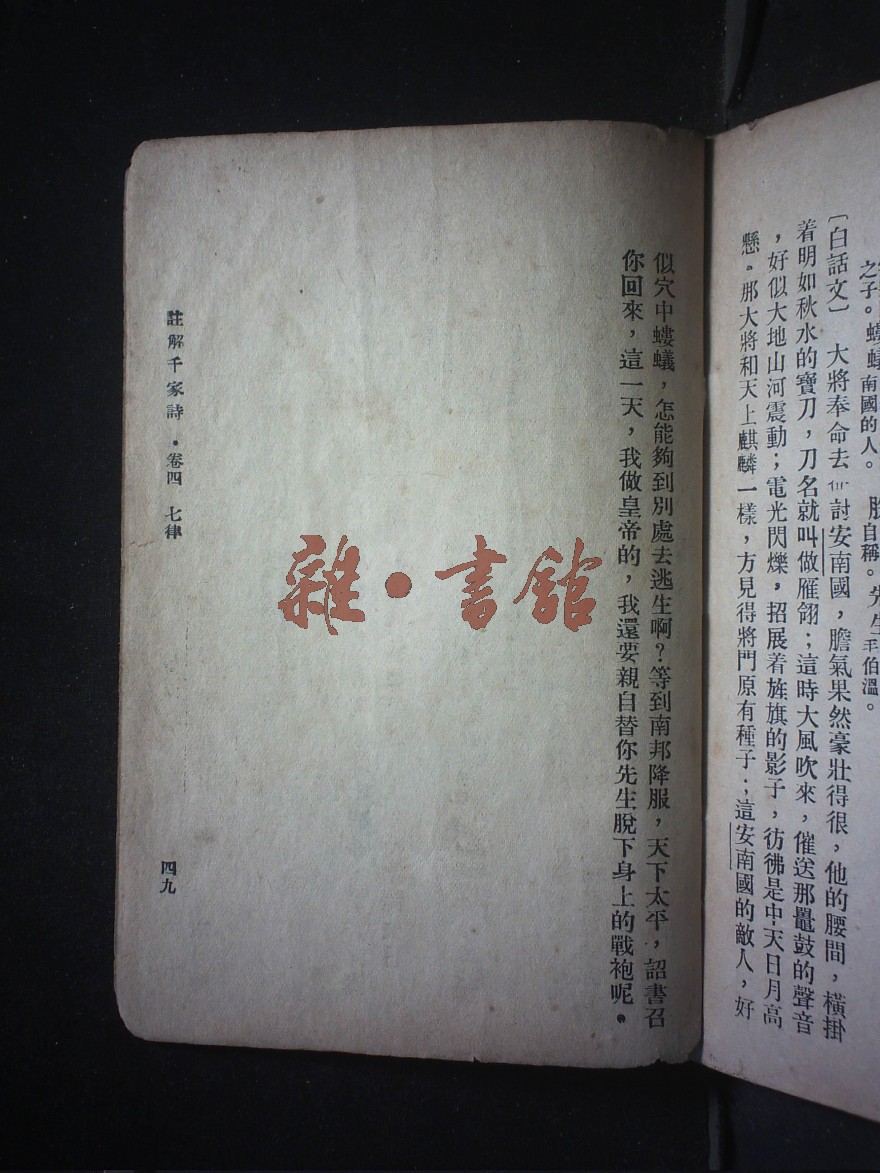 之子。螻蟻南國的人。 朕自稱。先生毛伯溫。
〔白話文〕 大將奉命去征討安南國，膽氣果然豪壯得很，他的腰間，橫掛
着明如秋水的寶刀，刀名就叫做雁翎；這時大風吹來，催送那鼉鼓的聲音
，好似大地山河震動；電光閃爍，招展着旌旗的影子，彷彿是中天日月高
懸。那大將和天上麒麟一樣，方見得將門原有種子；這安南國的敵人，好
似穴中螻蟻，怎能夠到別處去逃生啊？等到南邦降服，天下太平，詔書召
你回來，這一天，我做皇帝的，我還要親自替你先生脫下身上的戰袍呢。
註解千家詩．卷四 七律
四九
雜·書館